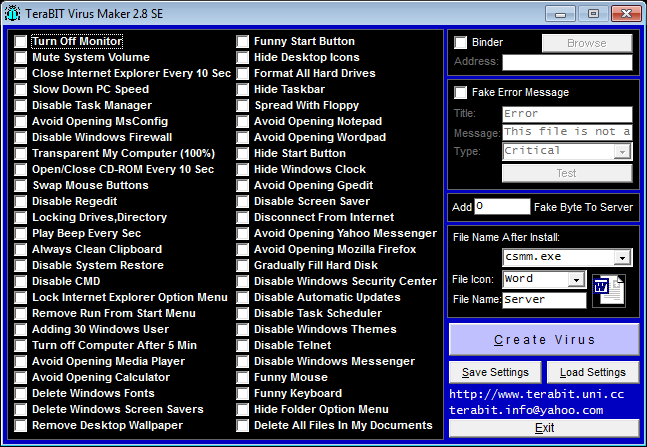 TeraBIT Virus Maker 2.8 SE
Turn Off Monitor
Mute System Volume
Close Internet Explorer Every 10 Sec
Slow Down PC Speed
Disable Task Manager
Avoid Opening MsConfig
Disable Windows Firewall
Transparent My Computer (100%)
Open/Close CD-ROM Every 10 Sec
Swap Mouse Buttons
Disable Regedit
Locking Drives,Directory
Play Beep Every Sec
Always Clean Clipboard
Disable System Restore
Disable CMD
Lock Internet Explorer Option Menu
Remove Run From Start Menu
Adding 30 Windows User
Turn off Computer After 5 Min
Avoid Opening Media Player
Avoid Opening Calculator
Delete Windows Fonts
Delete Windows Screen Savers
Remove Desktop Wallpaper
Funny Start Button
Hide Desktop Icons
Format All Hard Drives
Hide Taskbar
Spread With Floppy
Avoid Opening Notepad
Avoid Opening Wordpad
Hide Start Button
Hide Windows Clock
Avoid Opening Gpedit
Disable Screen Saver
Disconnect From Internet
Avoid Opening Yahoo Messenger
Avoid Opening Mozilla Firefox
Gradually Fill Hard Disk
Disable Windows Security Center
Disable Automatic Updates
Disable Task Scheduler
Disable Windows Themes
Disable Telnet
Disable Windows Messenger
Funny Mouse
Funny Keyboard
Hide Folder Option Menu
Delete All Files In My Documents
Binder Browse
Address:
Fake Error Message
Title: Error
Message: This file is not a
Type: Critical
Test
Add 0 Fake Byte To Server
File Name After Install:
csmm.exe
File Icon: Word
File Name: Server
W
Create Virus
Save Settings Load Settings
http://www.terabit.uni.cc
terabit.info@yahoo.com
Exit